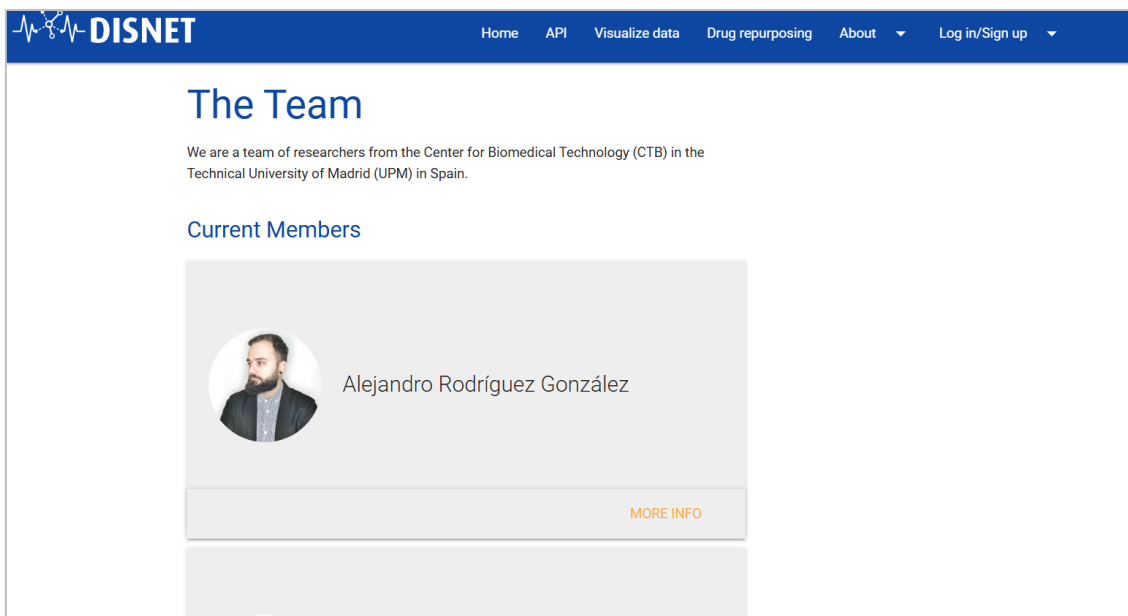 DISNET
Home API Visualize data Drug repurposing About Log in/Sign up
The Team
We are a team of researchers from the Center for Biomedical Technology (CTB) in the
Technical University of Madrid (UPM) in Spain.
Current Members
Alejandro Rodríguez González
MORE INFO